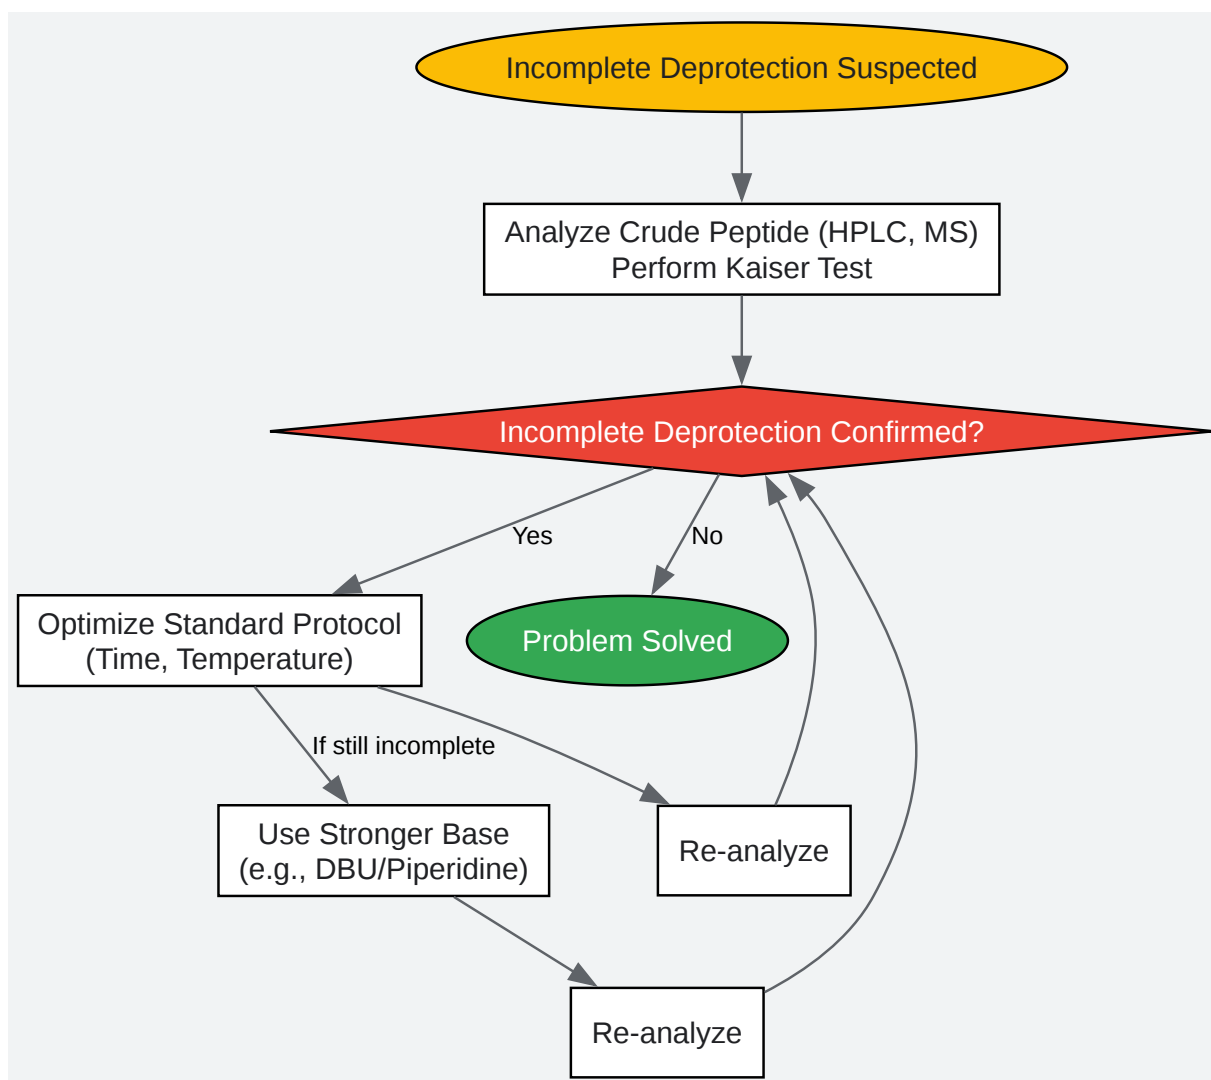 Incomplete Deprotection Suspected
Analyze Crude Peptide (HPLC, MS)
Perform Kaiser Test
Incomplete Deprotection Confirmed?
Yes
No
Optimize Standard Protocol
(Time, Temperature)
Problem Solved
If still incomplete
Use Stronger Base
(e.g., DBU/Piperidine)
Re-analyze
Re-analyze